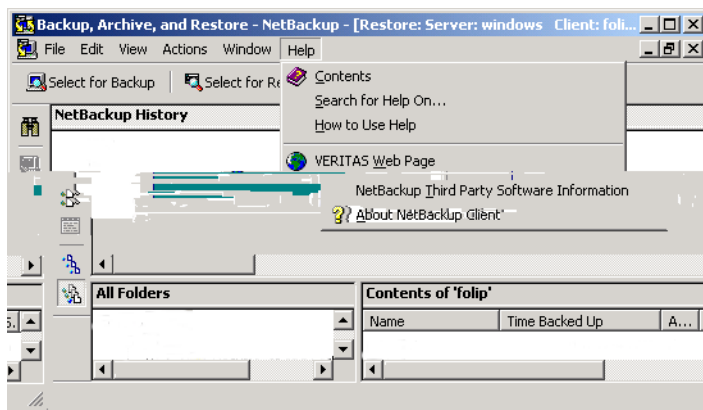 Backup, Archive, and Restore - NetBackup - [Restore: Server: windows Client: foli...
File Edit View Actions Window Help
Select for Backup Select for Re
Contents
Search for Help On...
How to Use Help
NetBackup History
VERITAS Web Page
NetBackup Third Party Software Information
About NetBackup Client
All Folders Contents of 'folip'
Name Time Backed Up A...